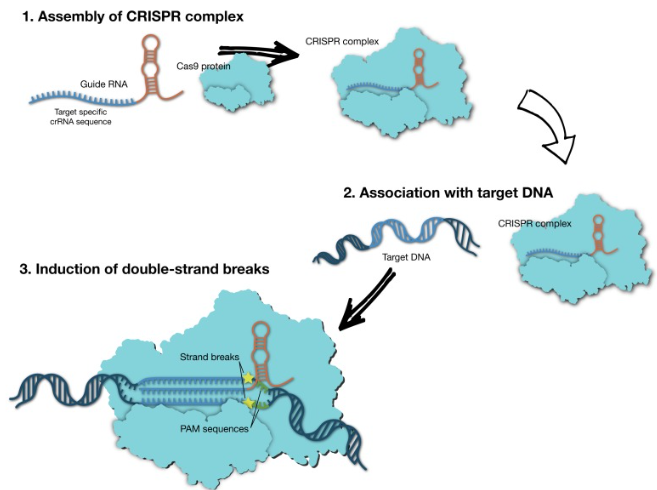 1. Assembly of CRISPR complex
CRISPR complex
Cas9 protein
Guide RNA
Target specific
crRNA sequence
2. Association with target DNA
CRISPR complex
Target DNA
3. Induction of double-strand breaks
Strand breaks
PAM sequences